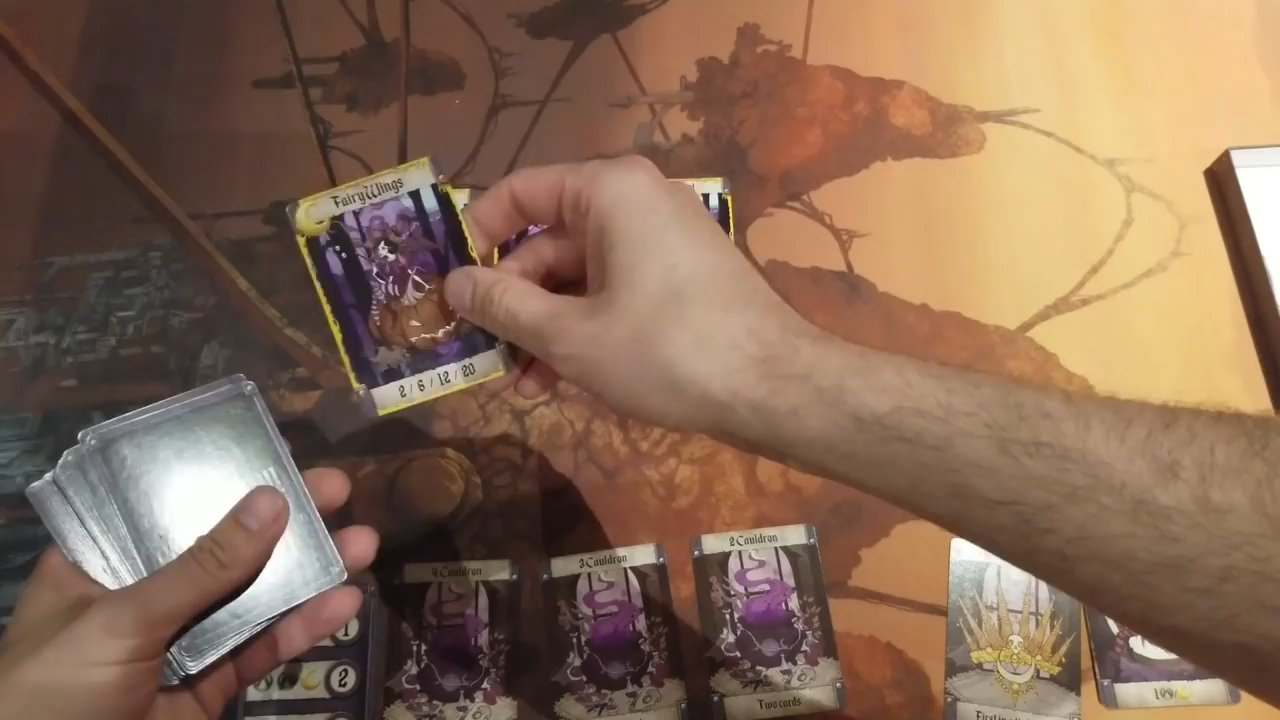 Fairy Wings
2 / 6 / 12 / 20
4 Cauldron
3 Cauldron
2 Cauldron
1
2
Two cards